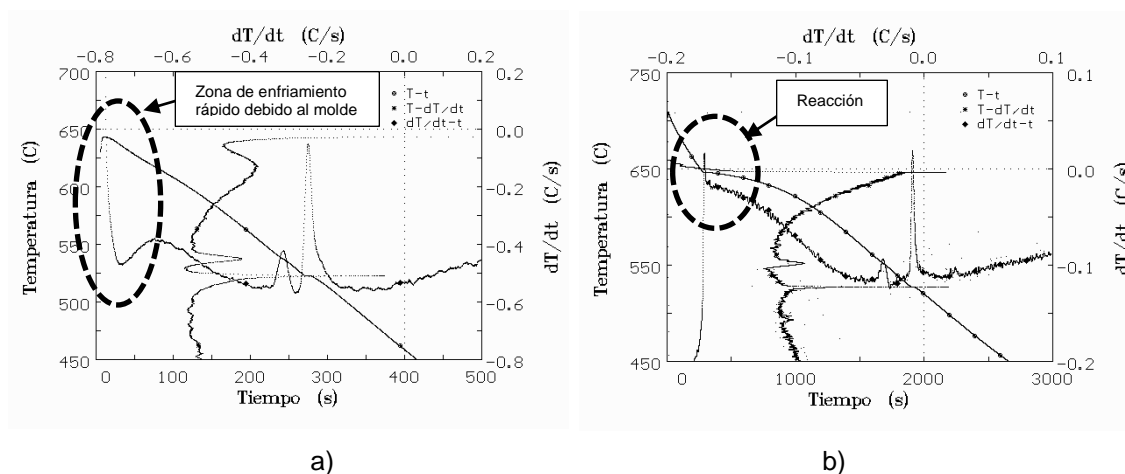 dT/dt (C/s)
-0.8 -0.6 -0.4 -0.2 -0.0 0.2
700
650
600
550
500
450
Temperatura (C)
Zona de enfriamiento
rápido debido al molde
T-t
T-dT/dt
dT/dt-t
0.2
-0.0
-0.2
-0.4
-0.6
-0.8
dT/dt (C/s)
0 100 200 300 400 500
Tiempo (s)
a)
dT/dt (C/s)
-0.2 -0.1 0.0 0.1
750
650
600
550
500
450
Temperatura (C)
Reacción
T-t
T-dT/dt
dT/dt-t
0.1
0.0
-0.1
-0.2
dT/dt (C/s)
0 1000 2000 3000
Tiempo (s)
b)